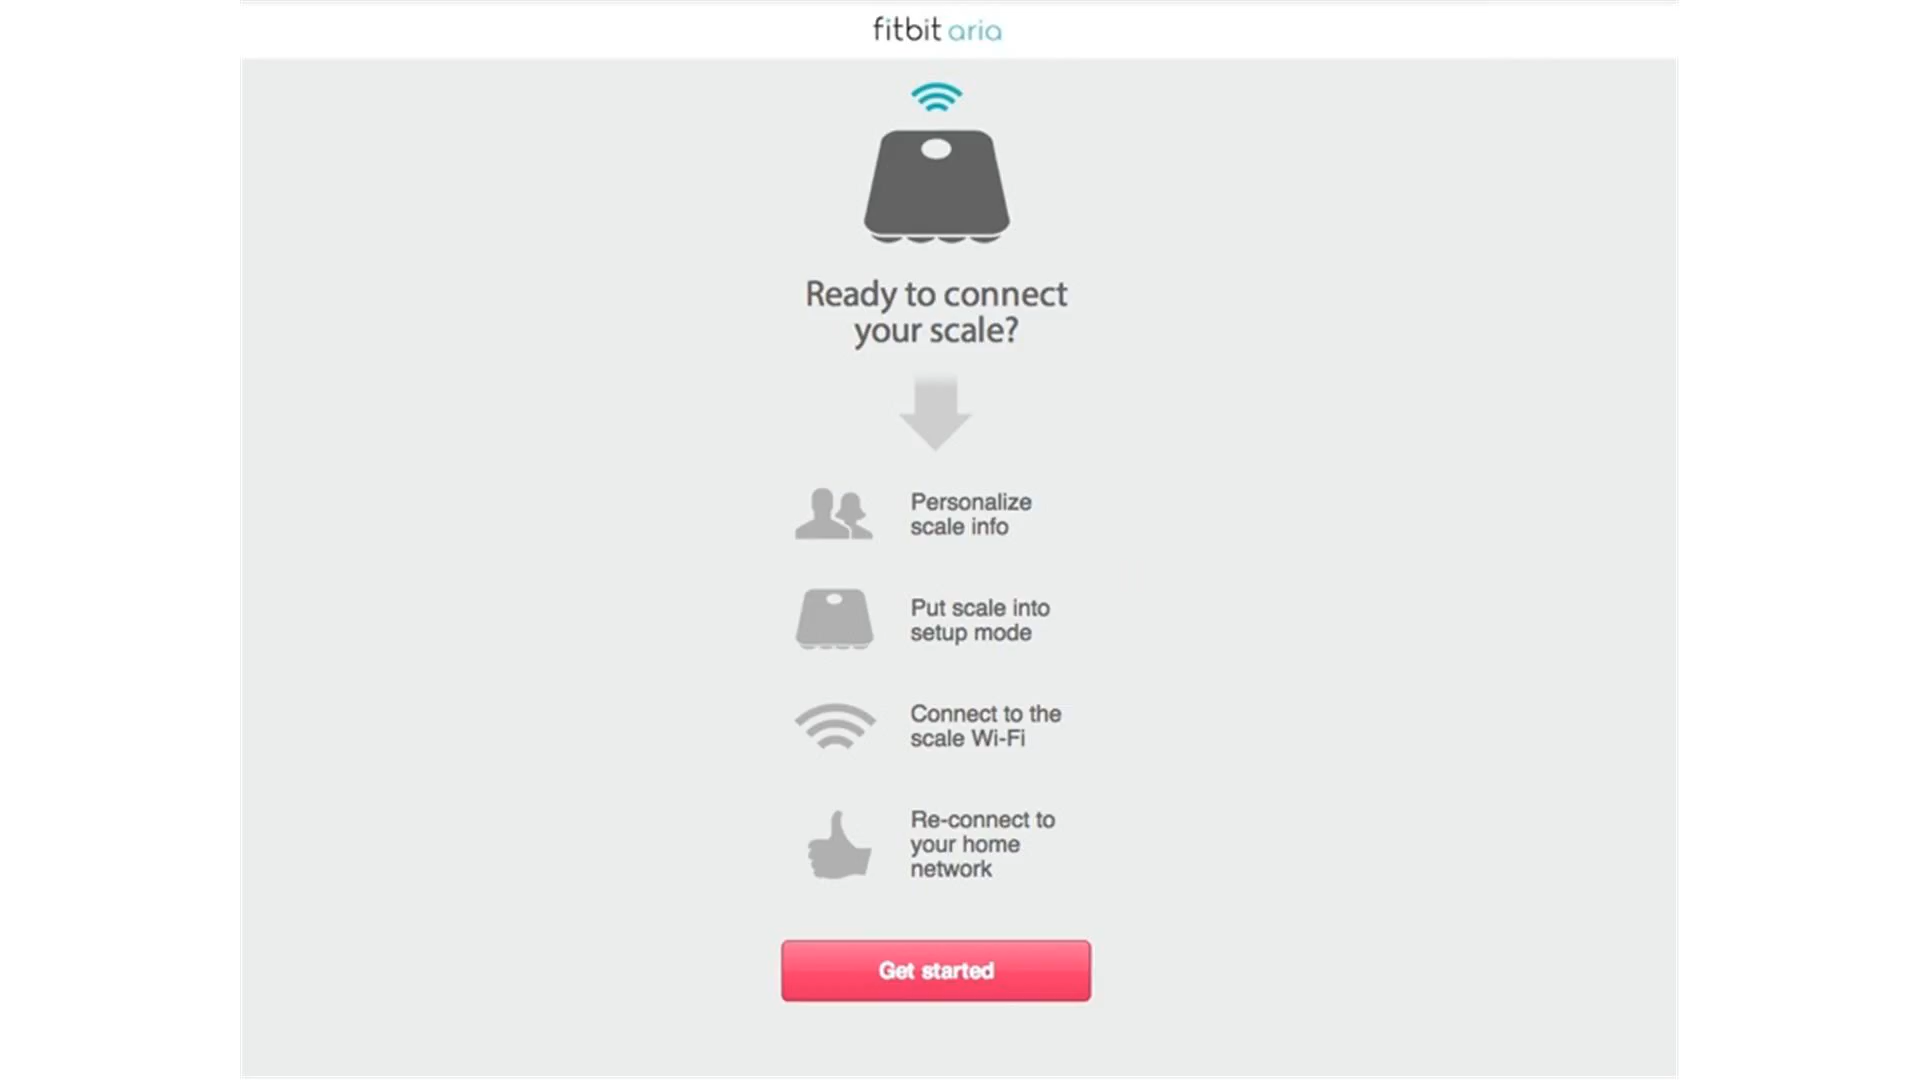 fitbit aria
Ready to connect
your scale?
Personalize
scale info
Put scale into
setup mode
Connect to the
scale Wi-Fi
Re-connect to
your home
network
Get started